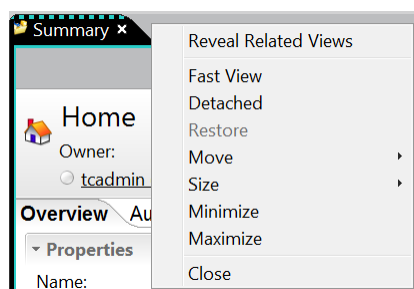 Summary ×
Reveal Related Views
Fast View
Detached
Restore
Move
Size
Minimize
Maximize
Close
Home
Owner:
tcadmin
Overview Au
Properties
Name: